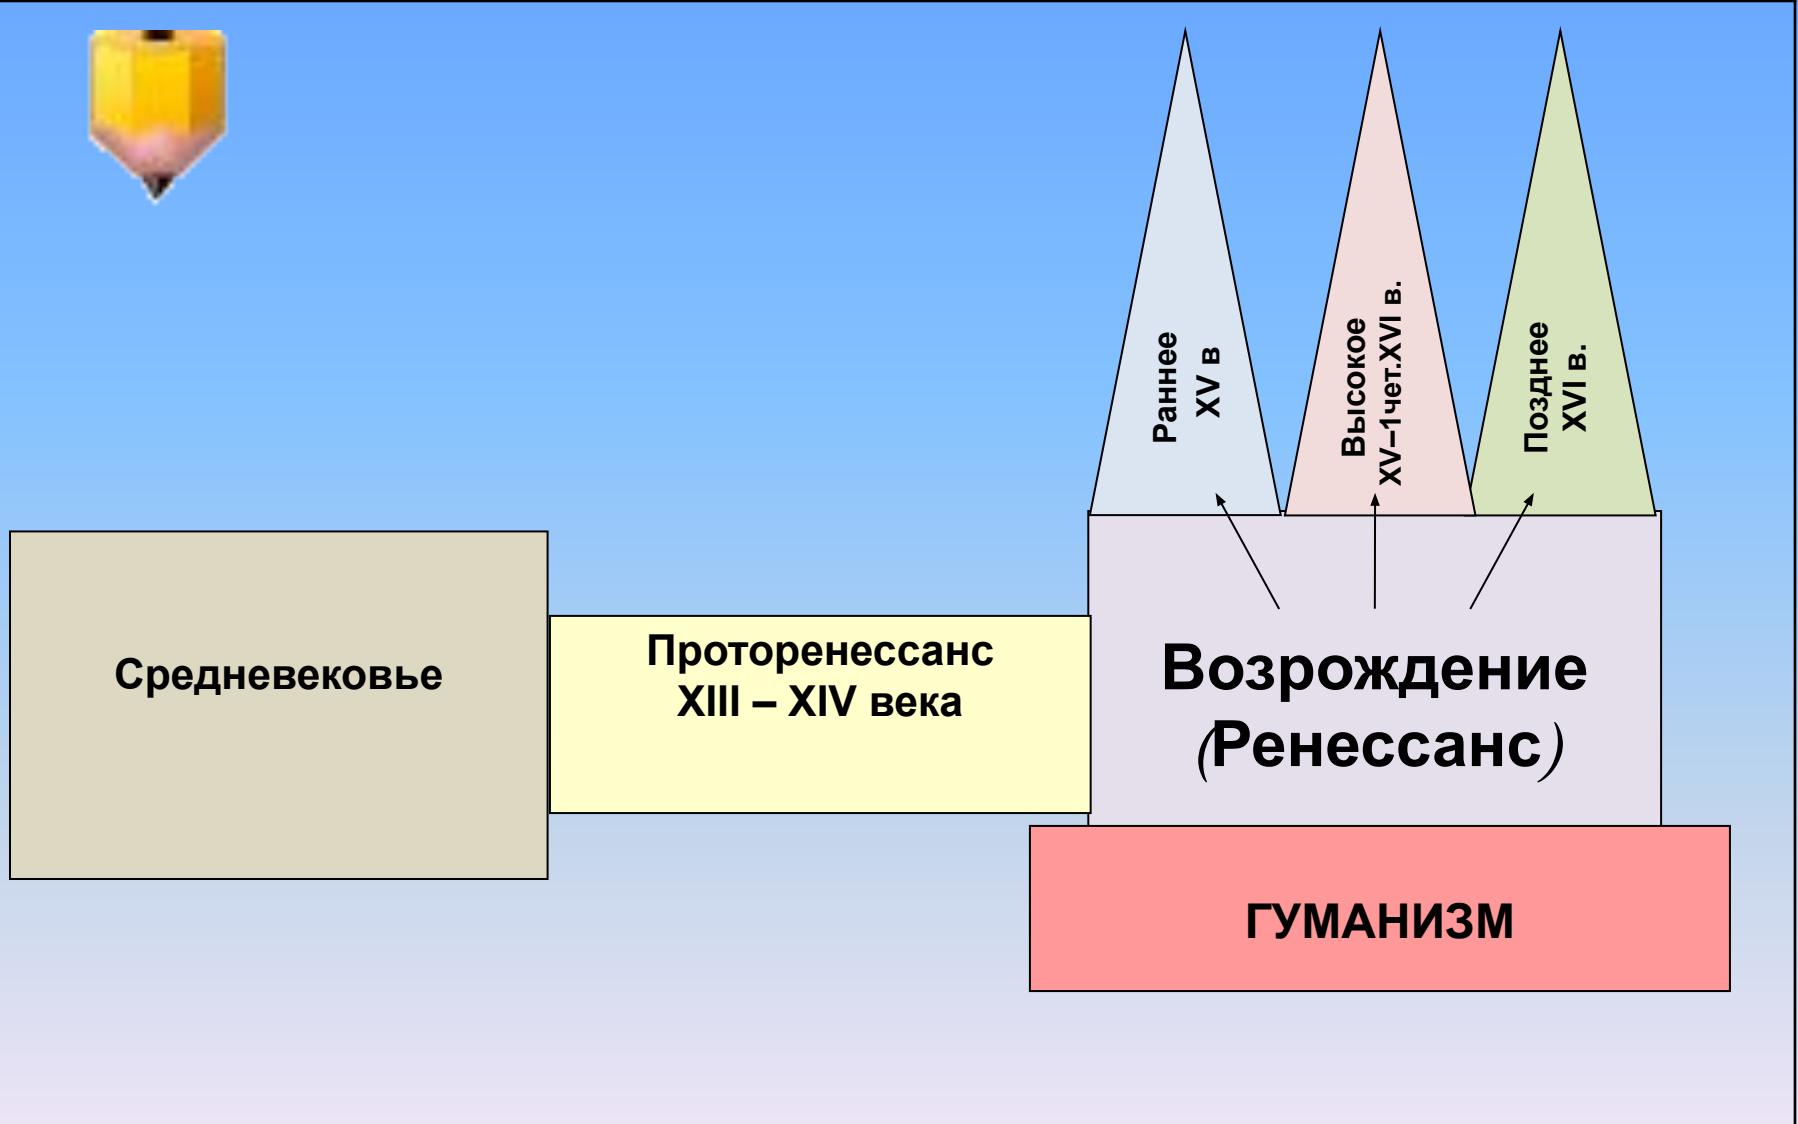 Средневековье
Проторенессанс
XIII – XIV века
Возрождение
(Ренессанс)
ГУМАНИЗМ
Раннее
XV в
Высокое
XV–1чет.XVI в.
Позднее
XVI в.